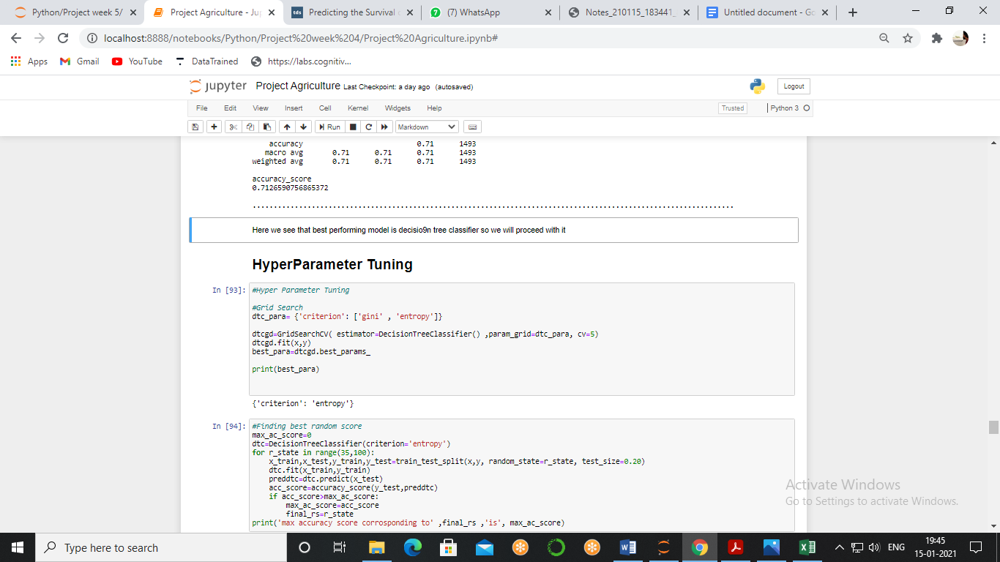 Python/Project week 5/
Project Agriculture - Ju
tds Predicting the Survival
7 (7) WhatsApp
Notes_210115_183441_
Untitled document - Go
localhost:8888/notebooks/Python/Project%20week%204/Project%20Agriculture.ipynb#
Apps Gmail YouTube DataTrained https://labs.cognitiv...
jupyter Project Agriculture Last Checkpoint: a day ago (autosaved) Logout
File Edit View Insert Cell Kernel Widgets Help Trusted Python 3
Run Markdown
accuracy 0.71 1493
macro avg 0.71 0.71 0.71 1493
weighted avg 0.71 0.71 0.71 1493
accuracy_score
0.7126590756865372
..................................................................................................................
Here we see that best performing model is decisio9n tree classifier so we will proceed with it
HyperParameter Tuning
In [93]: #Hyper Parameter Tuning
#Grid Search
dtc_para= {'criterion': ['gini' , 'entropy']}
dtcgd=GridSearchCV( estimator=DecisionTreeClassifier() ,param_grid=dtc_para, cv=5)
dtcgd.fit(x,y)
best_para=dtcgd.best_params_
print(best_para)
{'criterion': 'entropy'}
In [94]: #Finding best random score
max_ac_score=0
dtc=DecisionTreeClassifier(criterion='entropy')
for r_state in range(35,100):
x_train,x_test,y_train,y_test=train_test_split(x,y, random_state=r_state, test_size=0.20)
dtc.fit(x_train,y_train)
preddtc=dtc.predict(x_test)
acc_score=accuracy_score(y_test,preddtc)
if acc_score>max_ac_score:
max_ac_score=acc_score
final_rs=r_state
print('max accuracy score corrosponding to' ,final_rs ,'is', max_ac_score)
Activate Windows
Go to Settings to activate Windows.
Type here to search
ENG
19:45
15-01-2021